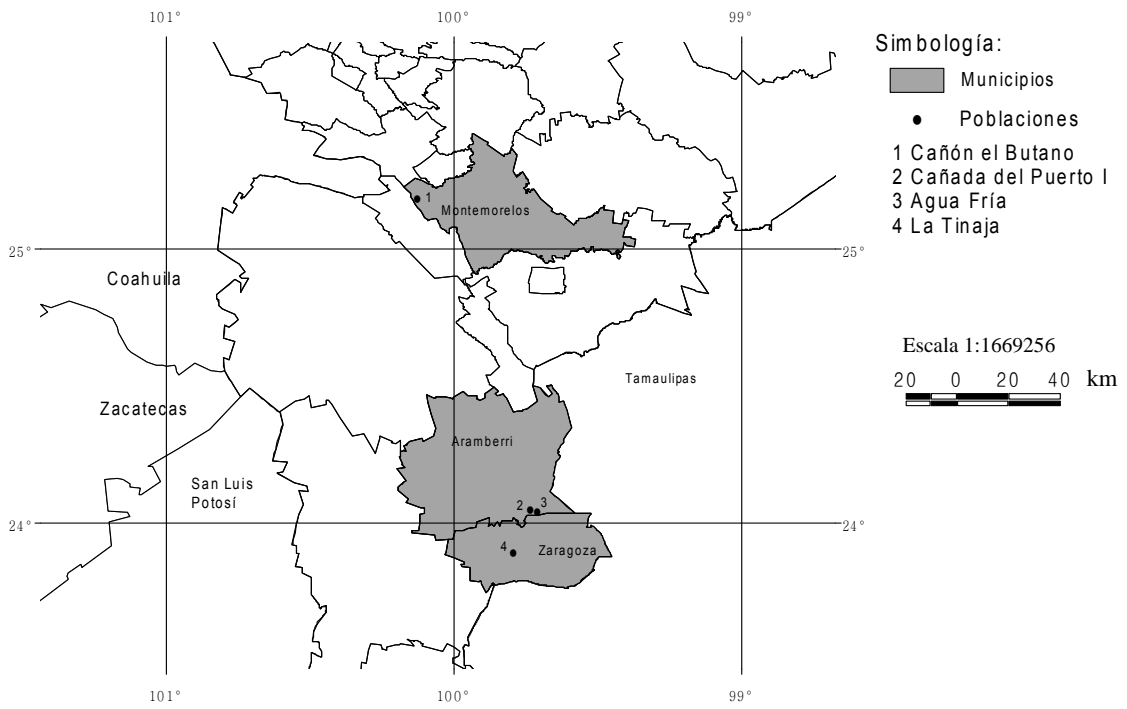 101°
100°
99°
Simbología:
Municipios
Poblaciones
1 Cañón el Butano
2 Cañada del Puerto I
3 Agua Fría
4 La Tinaja
1
Montemorelos
25°
25°
Coahuila
Escala 1:1669256
Tamaulipas
20 0 20 40 km
Zacatecas
Aramberri
San Luis
Potosí
2 3
24°
24°
4
Zaragoza
101°
100°
99°